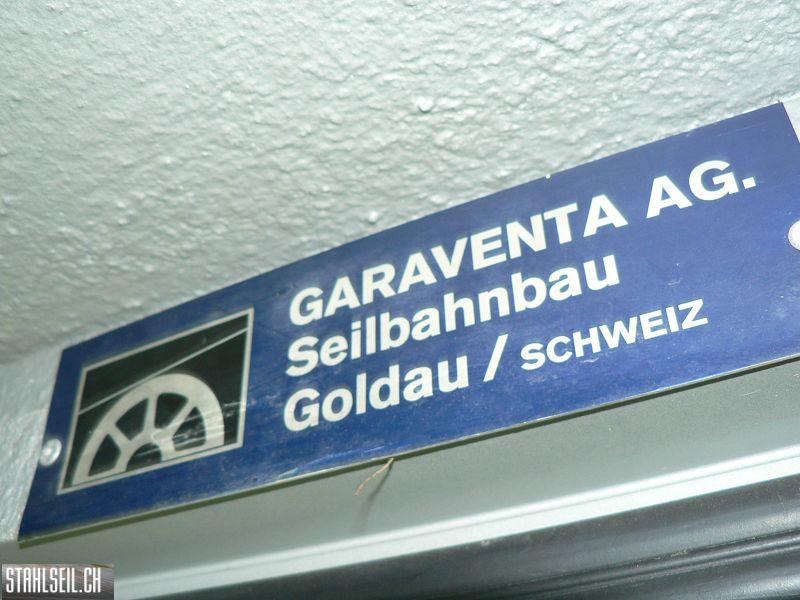 GARAVENTA AG.
Seilbahnbau
Goldau / SCHWEIZ
STAHLSEIL.CH